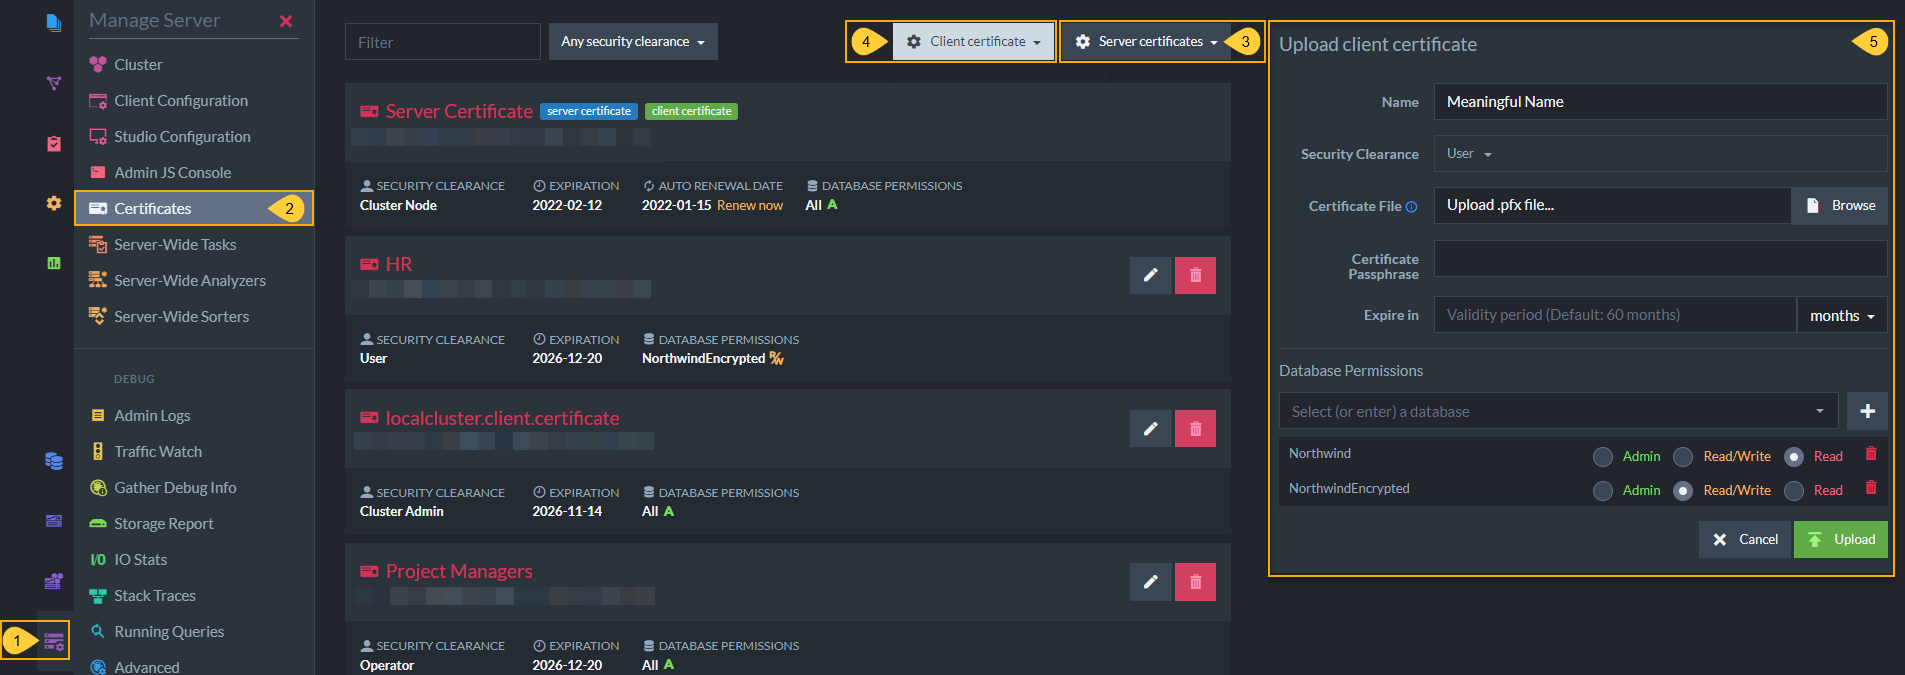 Manage Server
Cluster
Client Configuration
Studio Configuration
Admin JS Console
Certificates
2
Server-Wide Tasks
Server-Wide Analyzers
Server-Wide Sorters
DEBUG
Admin Logs
Traffic Watch
Gather Debug Info
Storage Report
I/O IO Stats
Stack Traces
Running Queries
Advanced
1
Filter
Any security clearance
4
Client certificate
Server certificates
3
Server Certificate server certificate client certificate
SECURITY CLEARANCE EXPIRATION AUTO RENEWAL DATE DATABASE PERMISSIONS
Cluster Node 2022-02-12 2022-01-15 Renew now All A
HR
SECURITY CLEARANCE EXPIRATION DATABASE PERMISSIONS
User 2026-12-20 NorthwindEncrypted R/W
localcluster.client.certificate
SECURITY CLEARANCE EXPIRATION DATABASE PERMISSIONS
Cluster Admin 2026-11-14 All A
Project Managers
SECURITY CLEARANCE EXPIRATION DATABASE PERMISSIONS
Operator 2026-12-20 All A
Upload client certificate
5
Name Meaningful Name
Security Clearance User
Certificate File Upload .pfx file... Browse
Certificate
Passphrase
Expire in Validity period (Default: 60 months) months
Database Permissions
Select (or enter) a database
Northwind Admin Read/Write Read
NorthwindEncrypted Admin Read/Write Read
Cancel Upload